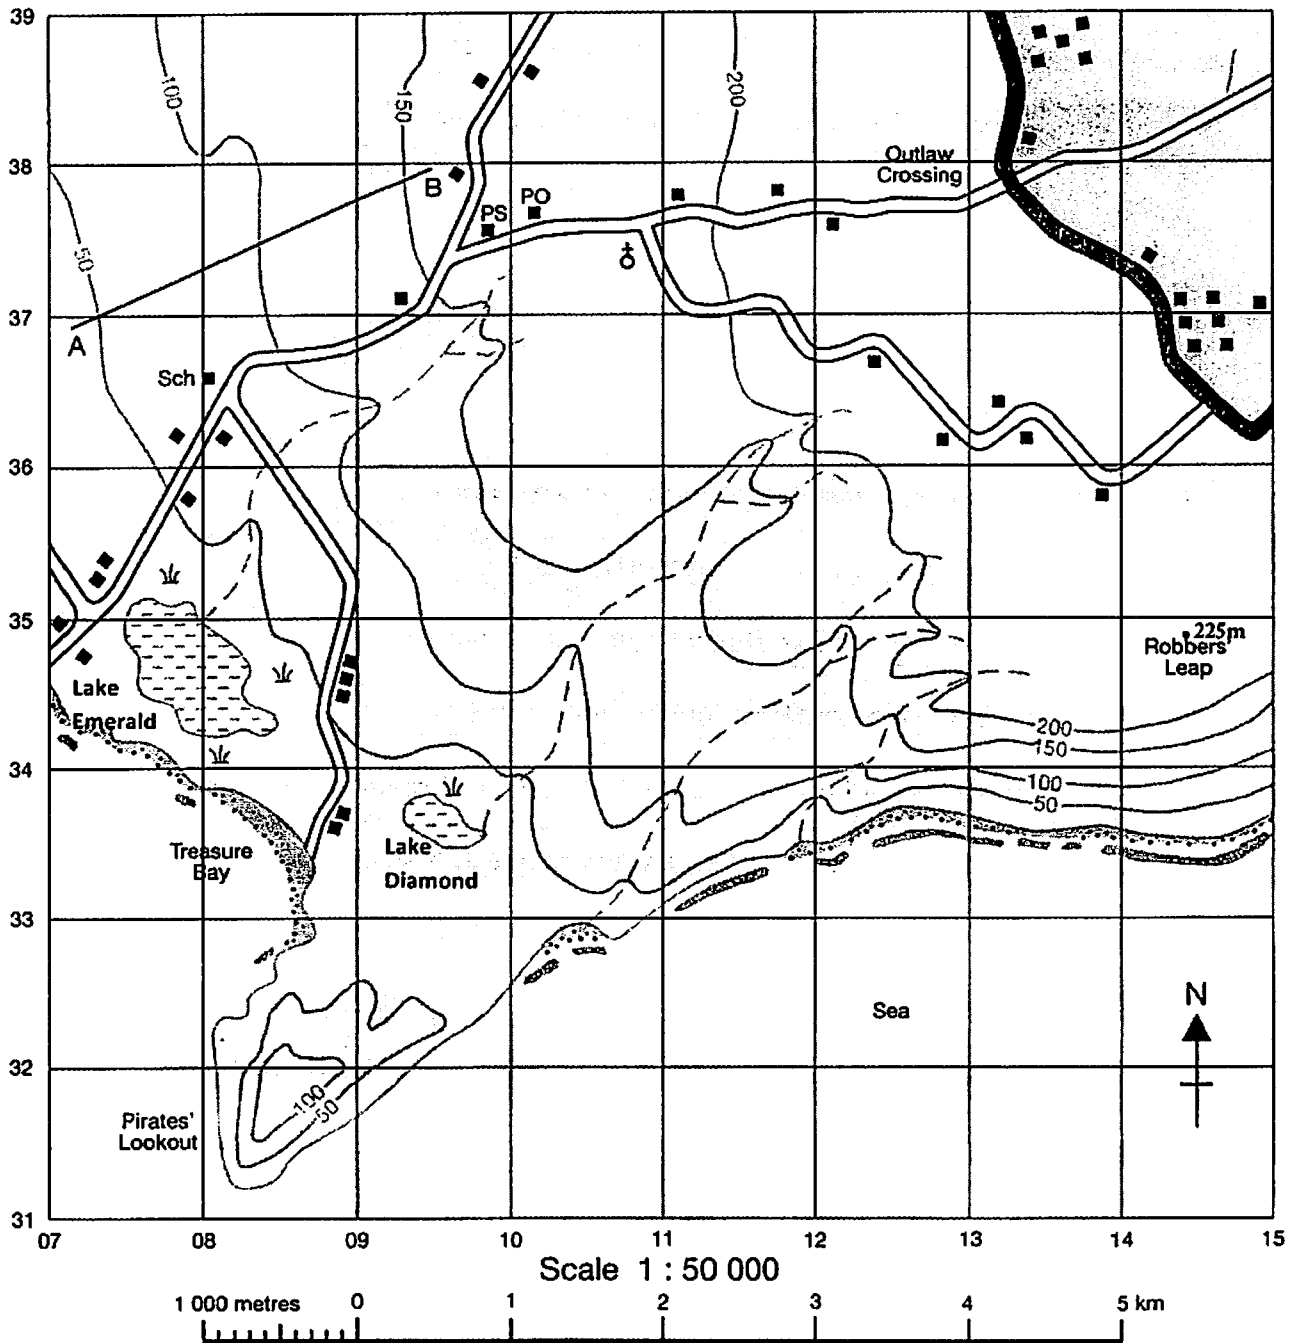 39
100
150
200
38
Outlaw
Crossing
B
PS
PO
50
37
A
Sch
36
35
225m
Robbers'
Leap
Lake
Emerald
200
150
34
100
50
Treasure
Bay
Lake
Diamond
33
Sea
N
32
100
50
Pirates'
Lookout
31
07 08 09 10 11 12 13 14 15
Scale 1 : 50 000
1 000 metres 0 1 2 3 4 5 km